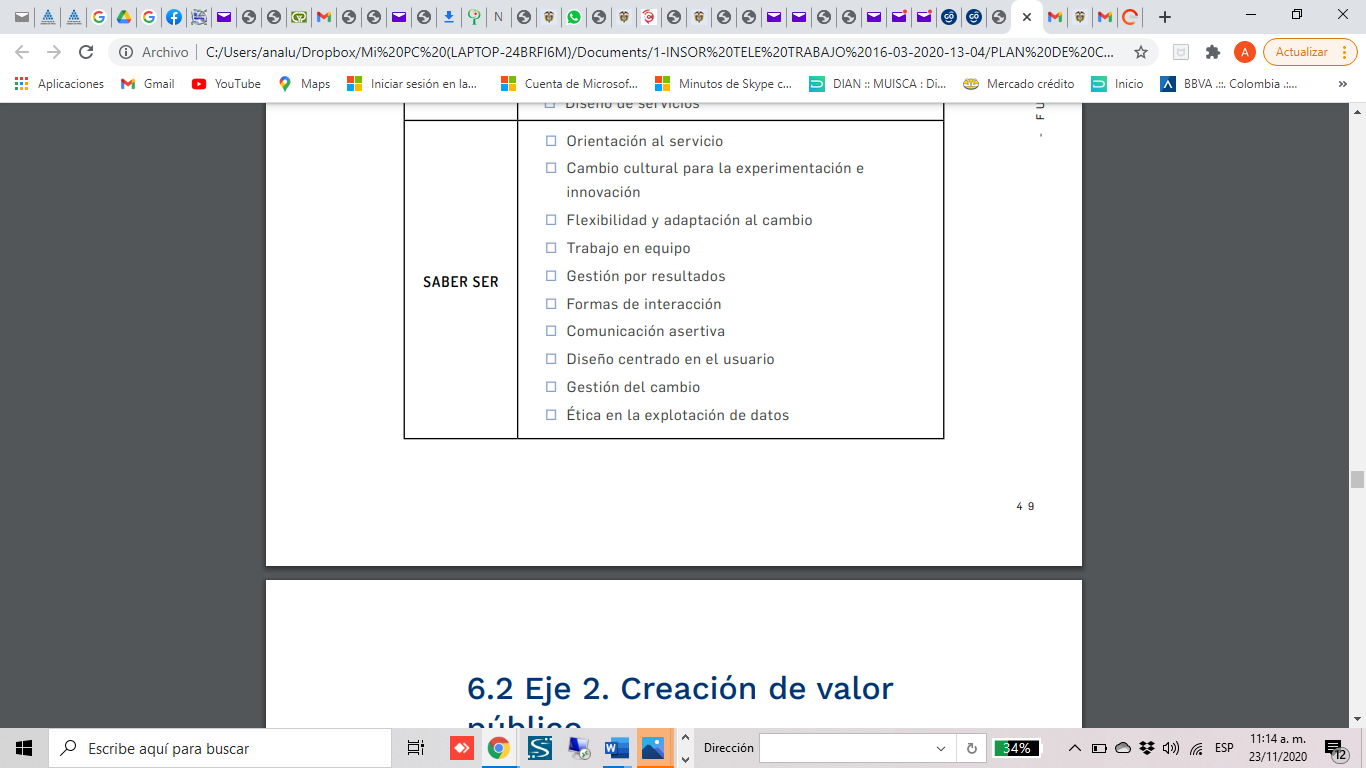 Archivo
C:/Users/analu/Dropbox/Mi%20PC%20(LAPTOP-24BRFI6M)/Documents/1-INSOR%20TELE%20TRABAJO%2016-03-2020-13-04/PLAN%20DE%20C...
A
Actualizar
Aplicaciones
Gmail
YouTube
Maps
Iniciar sesión en la...
Cuenta de Microsof...
Minutos de Skype c...
DIAN :: MUISCA : Di...
Mercado crédito
Inicio
BBVA .::. Colombia .:...
»
Diseño de servicios
- F U
SABER SER
Orientación al servicio
Cambio cultural para la experimentación e
innovación
Flexibilidad y adaptación al cambio
Trabajo en equipo
Gestión por resultados
Formas de interacción
Comunicación asertiva
Diseño centrado en el usuario
Gestión del cambio
Ética en la explotación de datos
4 9
6.2 Eje 2. Creación de valor
público
Escribe aquí para buscar
Dirección
34%
ESP
11:14 a. m.
23/11/2020
12